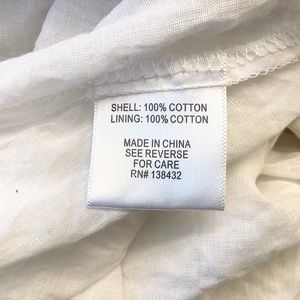 SHELL: 100% COTTON
LINING: 100% COTTON
MADE IN CHINA
SEE REVERSE
FOR CARE
RN# 138432